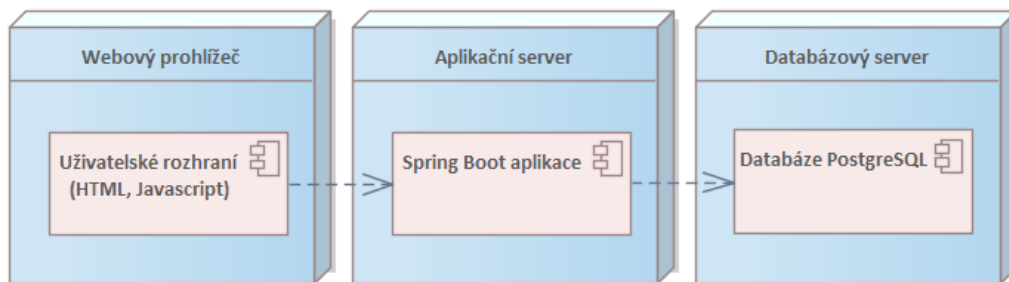 Webový prohlížeč
Uživatelské rozhraní
(HTML, Javascript)
Aplikační server
Spring Boot aplikace
Databázový server
Databáze PostgreSQL